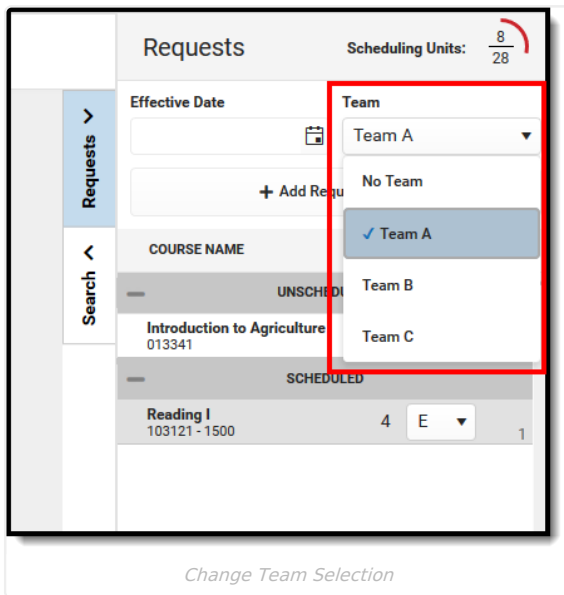 Requests
Scheduling Units:
8
28
Effective Date
Team
Team A
+ Add Requ
No Team
✓ Team A
Team B
Team C
COURSE NAME
UNSCHEDU
Introduction to Agriculture
013341
SCHEDULED
Reading I
103121 - 1500
4
E
1
Requests
Search
Change Team Selection